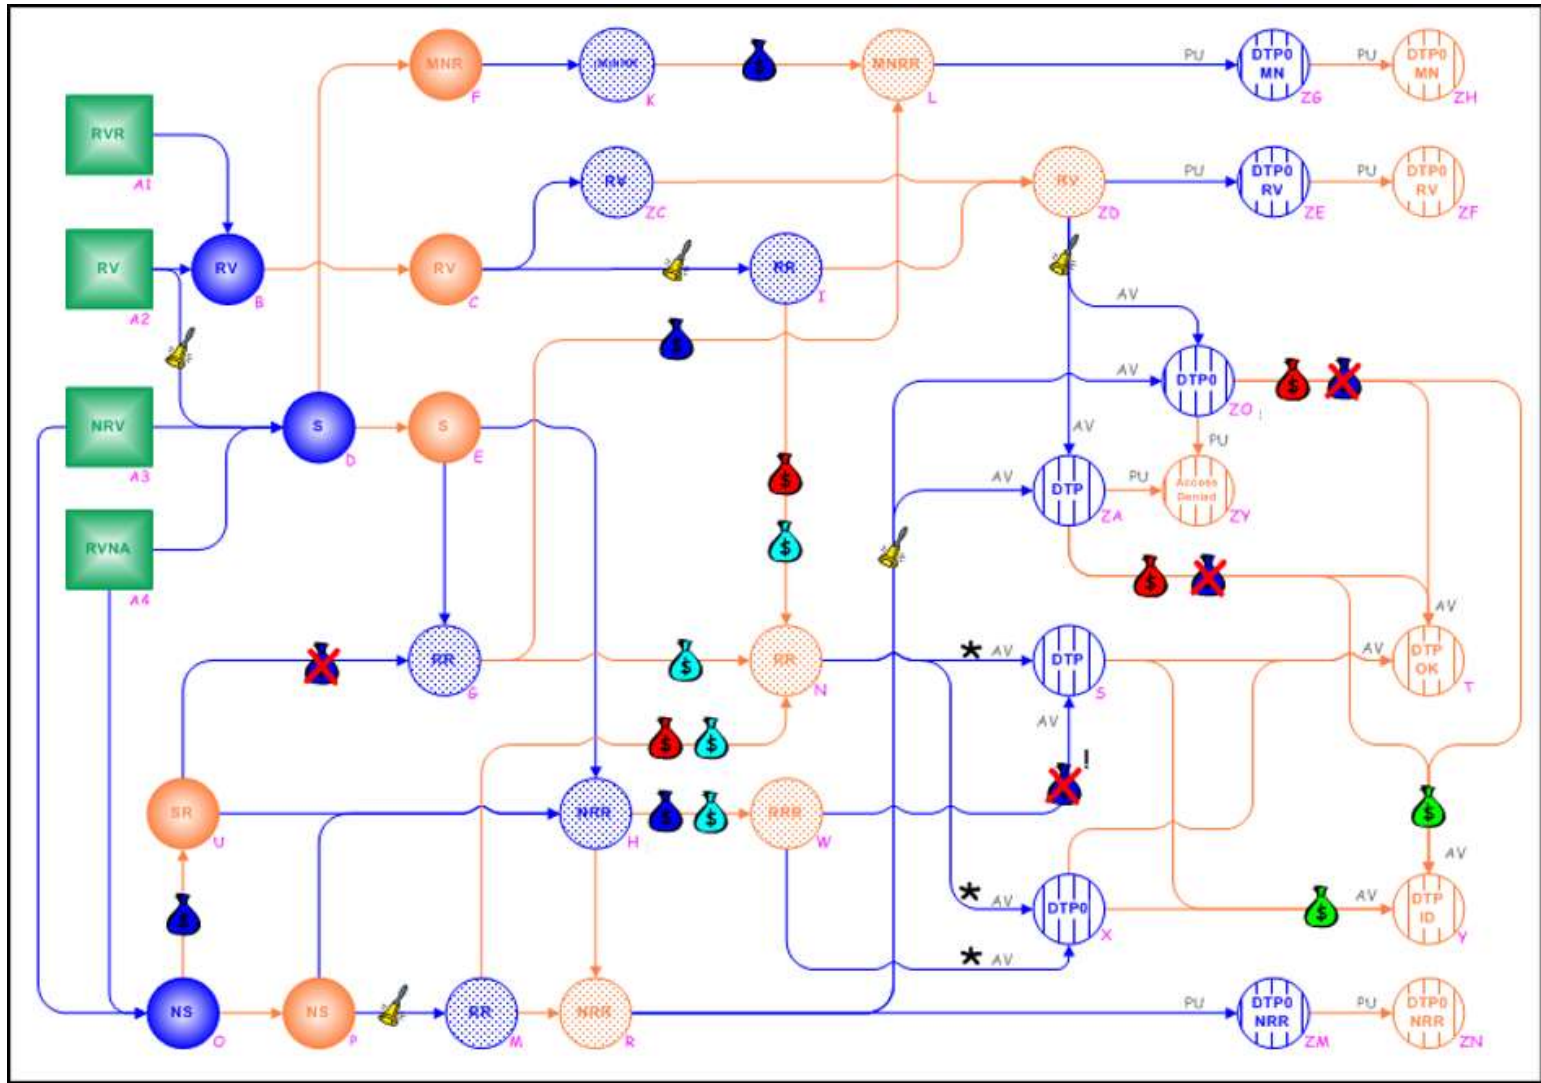 MNR
F
K
$
MNRR
L
PU
DTP0
MN
ZG
PU
DTP0
MN
ZH
RVR
A1
RV
ZC
RV
ZD
PU
DTP0
RV
ZE
PU
DTP0
RV
ZF
RV
A2
RV
B
RV
C
RR
I
AV
$
AV
DTP0
ZO
!
$
NRV
A3
S
D
S
E
AV
PU
$
AV
DTP
ZA
PU
Access
Denied
ZY
RVNA
A4
$
$
AV
RR
G
$
RR
N
* AV
DTP
S
AV
DTP
OK
T
$
$
AV
!
SR
U
NRR
H
$
$
RRR
W
$
AV
$
* AV
DTP0
X
$
AV
DTP
ID
Y
* AV
NS
O
NS
P
RR
M
NRR
R
PU
DTP0
NRR
ZM
PU
DTP0
NRR
ZN